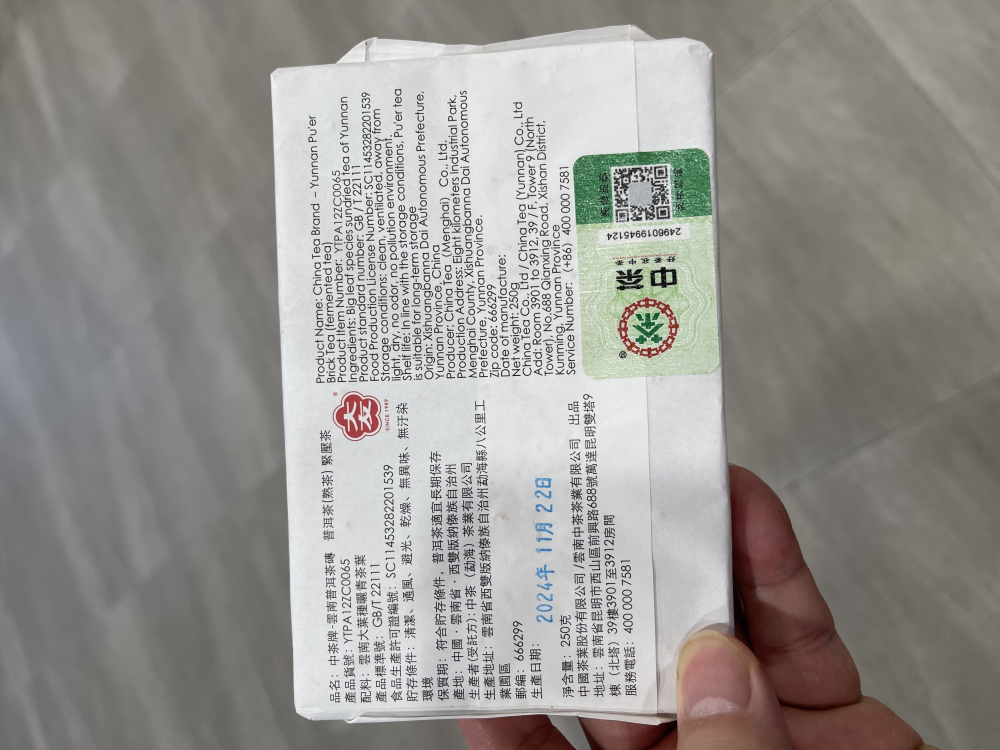 品名：中茶牌-雲南普洱茶磚　普洱茶(熟茶)緊壓茶
產品貨號：YTPA12ZC0065
配料：雲南大葉種曬青茶葉
產品標準號：GB/T 22111
食品生產許可證編號：SC11453282201539
貯存條件：清潔、通風、避光、乾燥、無異味、無汙染
環境
保質期：符合貯存條件，普洱茶適宜長期保存
產地：中國·雲南省·西雙版納傣族自治州
生產者(受託方)：中茶（勐海）茶業有限公司
生產地址：雲南省西雙版納傣族自治州勐海縣八公里工
業園區
郵編：666299
生產日期：
2024年 11月 22日
淨含量：250克
中國茶葉股份有限公司/雲南中茶茶業有限公司　出品
地址：雲南省昆明市西山區前興路688號萬達昆明雙塔9
棟（北塔）39樓3901至3912房間
服務電話：400 000 7581
大友
®
SINCE 1989
Product Name: China Tea Brand – Yunnan Pu'er
Brick Tea (fermented tea)
Product Item Number: YTPA12ZC0065
Ingredients: Big leaf species sundried tea of Yunnan
Product standard number: GB / T 22111
Food Production License Number: SC11453282201539
Storage conditions: clean, ventilated, away from
light, dry, no odor, no pollution environment,
Shelf life: In line with the storage conditions, Pu'er tea
is suitable for long-term storage
Origin: Xishuangbanna Dai Autonomous Prefecture,
Yunnan Province, China
Producer: China Tea （Menghai） Co., Ltd.
Production Address: Eight kilometers Industrial Park,
Menghai County, Xishuangbanna Dai Autonomous
Prefecture, Yunnan Province.
Zip code: 666299
Date of manufacture:
Net weight: 250g
China Tea Co., Ltd / China Tea (Yunnan) Co., Ltd
Add: Room 3901 to 3912, 39 / F, Tower 9 (North
Tower), No.688 Qianxing Road, Xishan District,
Kunming, Yunnan Province
Service Number: （+86) 400 000 7581
®
中茶
好茶在中茶
2496019945124